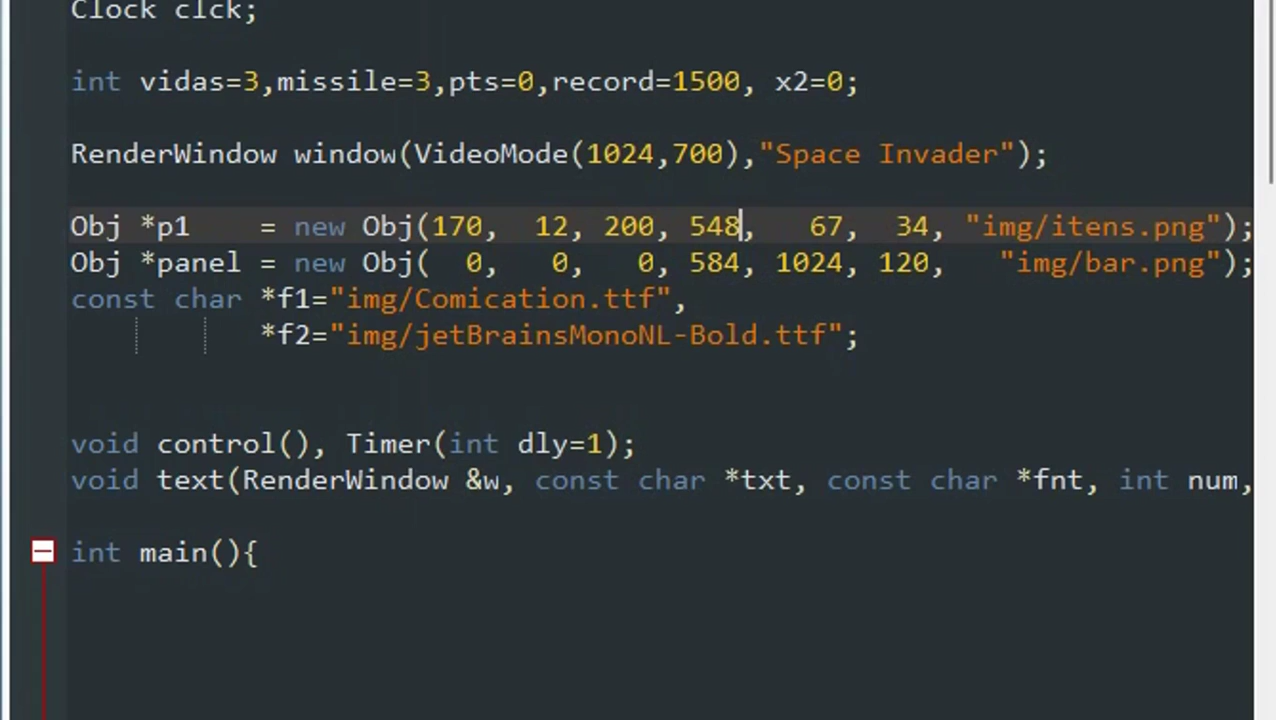 Clock clck;
int vidas=3,missile=3,pts=0,record=1500, x2=0;
RenderWindow window(VideoMode(1024,700),"Space Invader");
Obj *p1    = new Obj(170,  12, 200, 548,   67,  34, "img/itens.png");
Obj *panel = new Obj(  0,   0,   0, 584, 1024, 120,   "img/bar.png");
const char *f1="img/Comication.ttf",
*f2="img/jetBrainsMonoNL-Bold.ttf";
void control(), Timer(int dly=1);
void text(RenderWindow &w, const char *txt, const char *fnt, int num,
int main(){